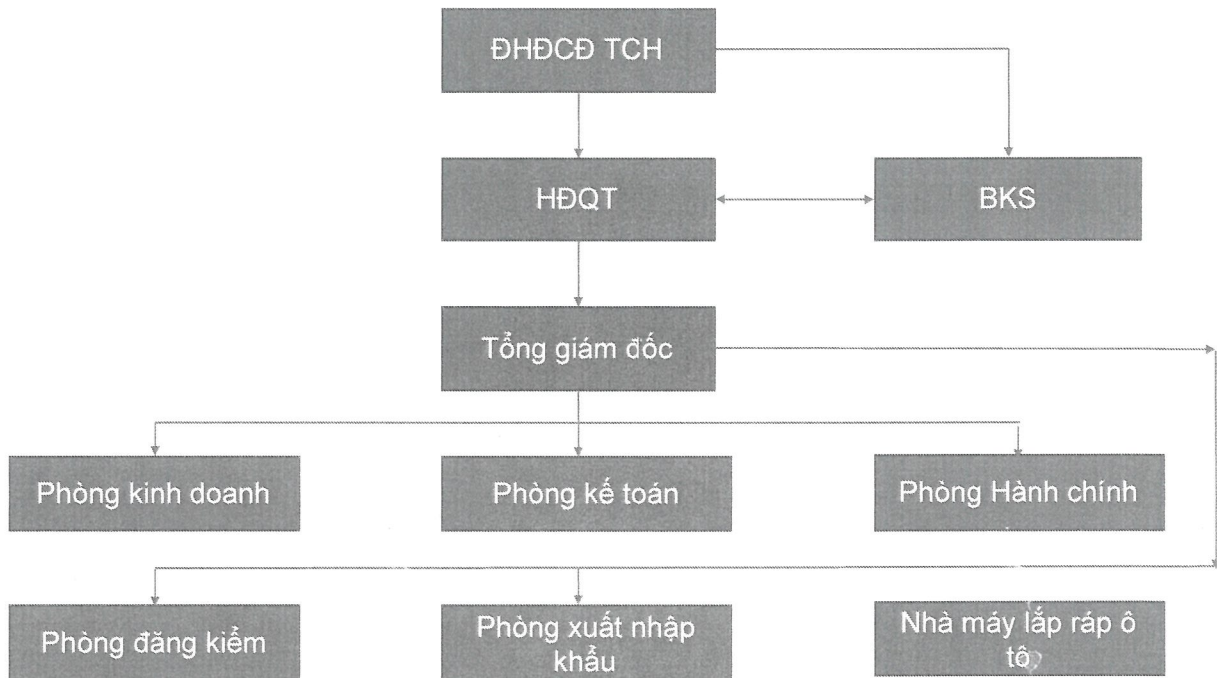 ĐHĐCĐ TCH
HĐQT
BKS
Tổng giám đốc
Phòng kinh doanh
Phòng kế toán
Phòng Hành chính
Phòng đăng kiểm
Phòng xuất nhập
khẩu
Nhà máy lắp ráp ô
tô